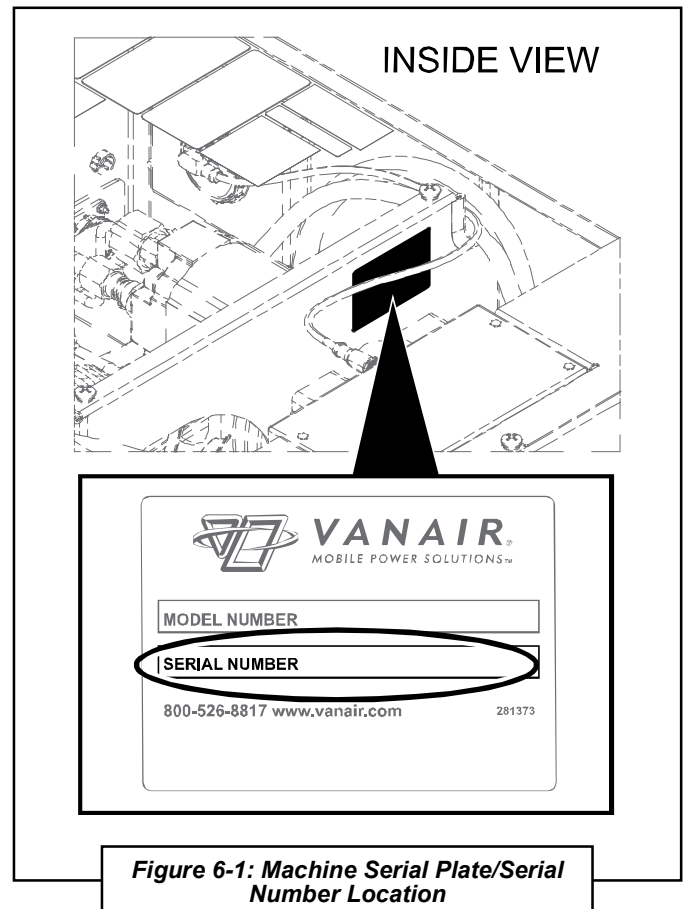 INSIDE VIEW
VANAIR®
MOBILE POWER SOLUTIONS™
MODEL NUMBER
SERIAL NUMBER
800-526-8817 www.vanair.com 281373
Figure 6-1: Machine Serial Plate/Serial
Number Location